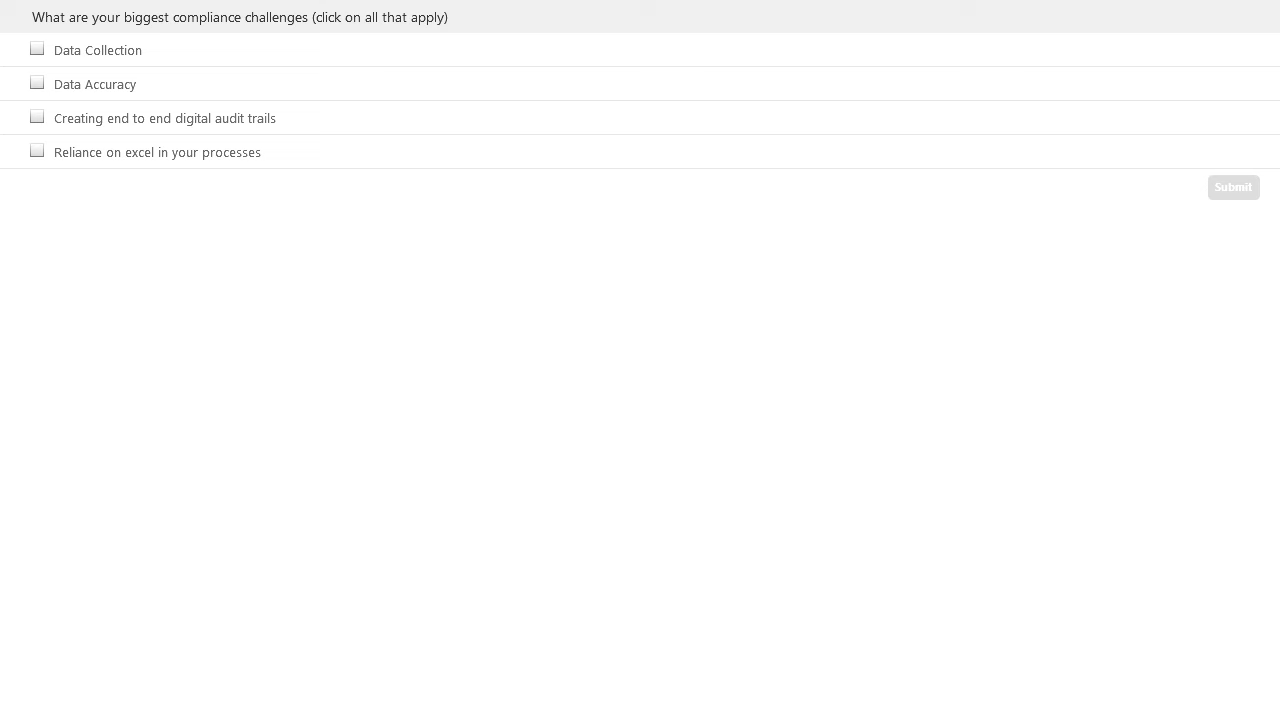 What are your biggest compliance challenges (click on all that apply)
Data Collection
Data Accuracy
Creating end to end digital audit trails
Reliance on excel in your processes
Submit